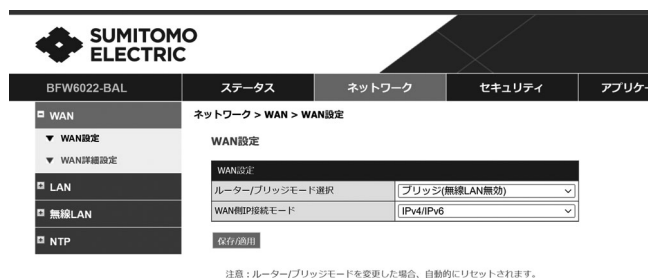 SUMITOMO
ELECTRIC
BFW6022-BAL ステータス ネットワーク セキュリティ アプリケ
WAN
▼ WAN設定
▼ WAN詳細設定
LAN
無線LAN
NTP
ネットワーク > WAN > WAN設定
WAN設定
WAN設定
ルーター/ブリッジモード選択 ブリッジ(無線LAN無効)
WAN側IP接続モード IPv4/IPv6
保存/適用
注意：ルーター/ブリッジモードを変更した場合、自動的にリセットされます。